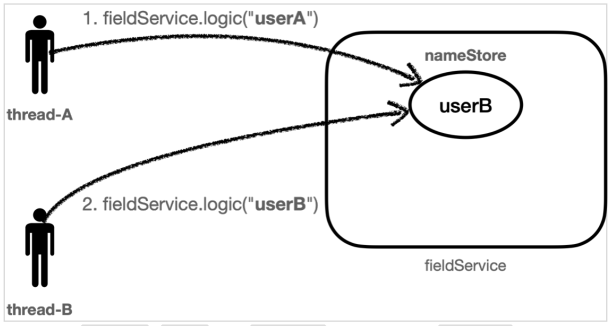 1. fieldService.logic("userA")
nameStore
userB
thread-A
2. fieldService.logic("userB")
fieldService
thread-B